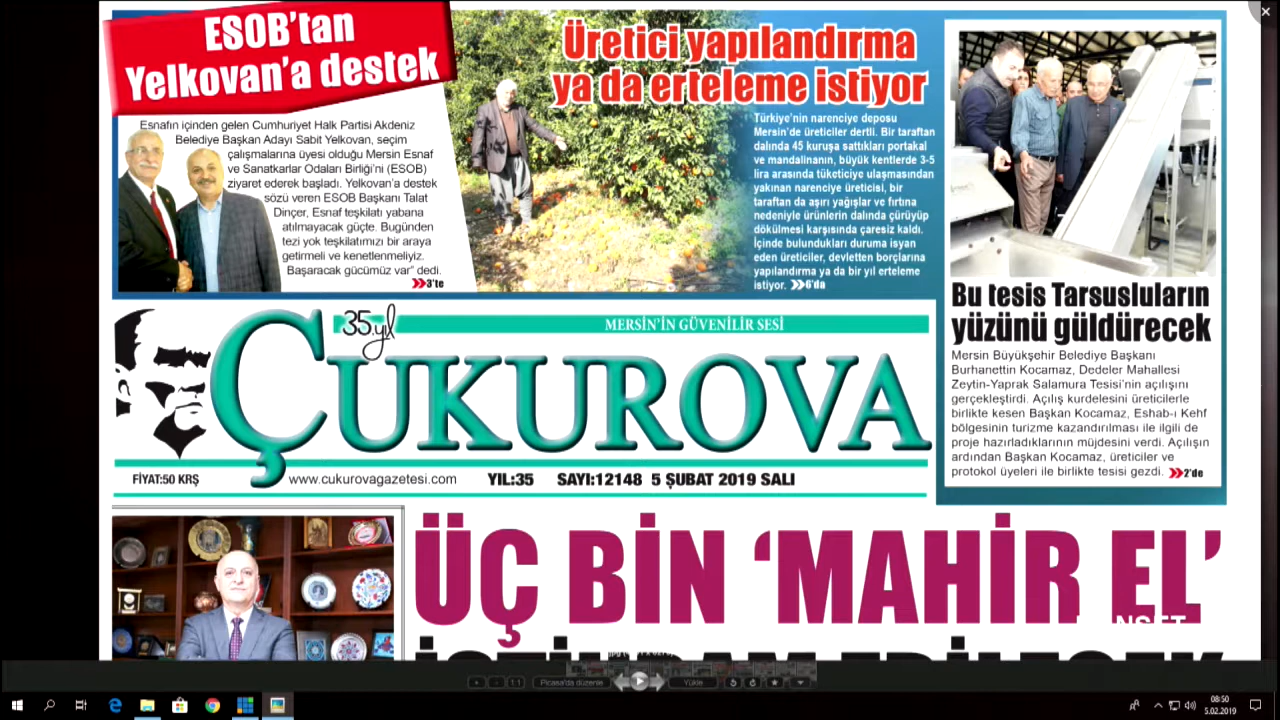 ESOB'tan
Yelkovan'a destek
Esnafın içinden gelen Cumhuriyet Halk Partisi Akdeniz
Belediye Başkan Adayı Sabit Yelkovan, seçim
çalışmalarına üyesi olduğu Mersin Esnaf
ve Sanatkarlar Odaları Birliği'ni (ESOB)
ziyaret ederek başladı. Yelkovan'a destek
sözü veren ESOB Başkanı Talat
Dinçer, Esnaf teşkilatı yabana
atılmayacak güçte. Bugünden
tezi yok teşkilatımızı bir araya
getirmeli ve kenetlenmeliyiz.
Başaracak gücümüz var" dedi.
3'te
Üretici yapılandırma
ya da erteleme istiyor
Türkiye'nin narenciye deposu
Mersin'de üreticiler dertli. Bir taraftan
dalında 45 kuruşa sattıkları portakal
ve mandalinanın, büyük kentlerde 3-5
lira arasında tüketiciye ulaşmasından
yakınan narenciye üreticisi, bir
taraftan da aşırı yağışlar ve fırtına
nedeniyle ürünlerin dalında çürüyüp
dökülmesi karşısında çaresiz kaldı.
İçinde bulundukları duruma isyan
eden üreticiler, devletten borçlarına
yapılandırma ya da bir yıl erteleme
istiyor. 6'da
Bu tesis Tarsusluların
yüzünü güldürecek
Mersin Büyükşehir Belediye Başkanı
Burhanettin Kocamaz, Dedeler Mahallesi
Zeytin-Yaprak Salamura Tesisi'nin açılışını
gerçekleştirdi. Açılış kurdelesini üreticilerle
birlikte kesen Başkan Kocamaz, Eshab-ı Kehf
bölgesinin turizme kazandırılması ile ilgili de
proje hazırladıklarının müjdesini verdi. Açılışın
ardından Başkan Kocamaz, üreticiler ve
protokol üyeleri ile birlikte tesisi gezdi. 2'de
35.yıl
MERSİN'İN GÜVENİLİR SESİ
ÇUKUROVA
FİYAT:50 KRŞ
www.cukurovagazetesi.com
YIL:35 SAYI:12148 5 ŞUBAT 2019 SALI
ÜÇ BİN 'MAHİR EL'
1:1
Picasa'da düzenle
Yükle
08:50
5.02.2019